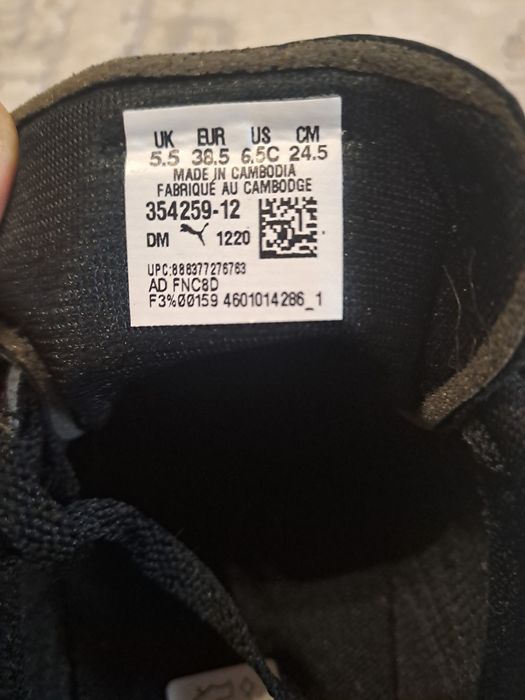 UK EUR US CM
5.5 38.5 6.5C 24.5
MADE IN CAMBODIA
FABRIQUÉ AU CAMBODGE
354259-12
DM 1220
UPC:888377276763
AD FNC8D
F3%00159 4601014286_1